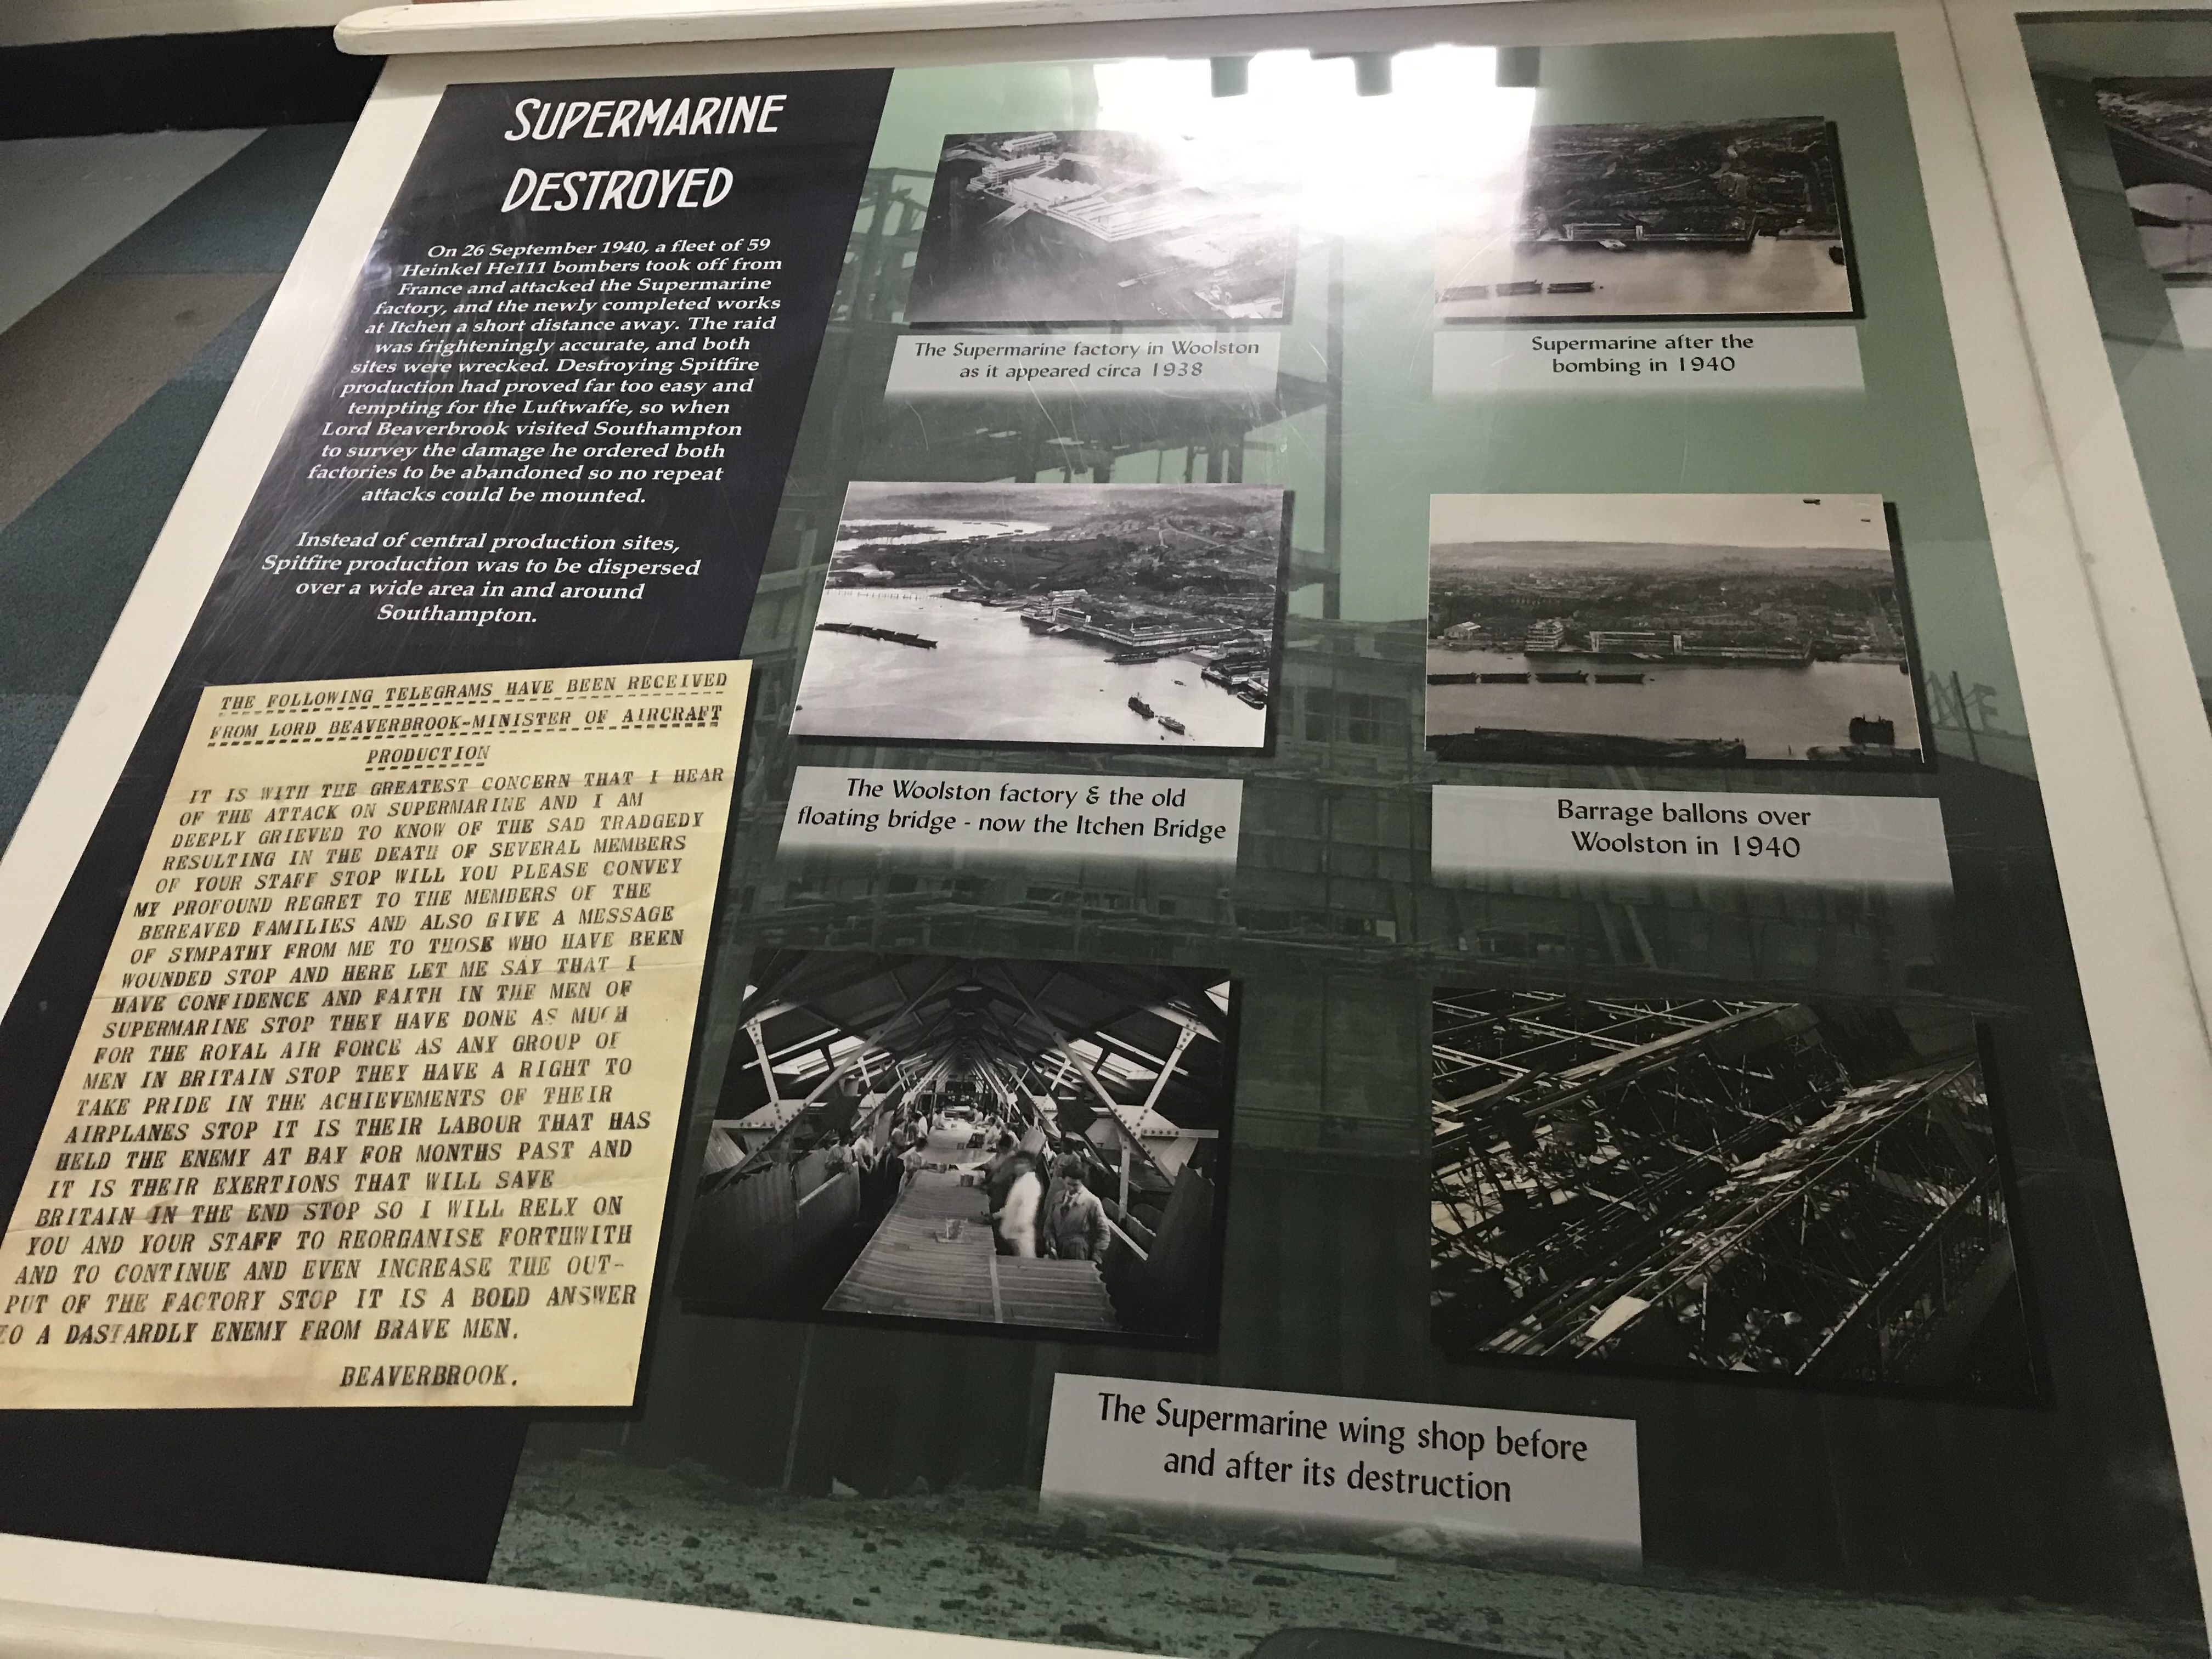 SUPERMARINE
DESTROYED
On 26 September 1940, a fleet of 59
Heinkel He111 bombers took off from
France and attacked the Supermarine
factory, and the newly completed works
at Itchen a short distance away. The raid
was frighteningly accurate, and both
sites were wrecked. Destroying Spitfire
production had proved far too easy and
tempting for the Luftwaffe, so when
Lord Beaverbrook visited Southampton
to survey the damage he ordered both
factories to be abandoned so no repeat
attacks could be mounted.
Instead of central production sites,
Spitfire production was to be dispersed
over a wide area in and around
Southampton.
THE FOLLOWING TELEGRAMS HAVE BEEN RECEIVED
FROM LORD BEAVERBROOK-MINISTER OF AIRCRAFT
PRODUCTION
IT IS WITH THE GREATEST CONCERN THAT I HEAR
OF THE ATTACK ON SUPERMARINE AND I AM
DEEPLY GRIEVED TO KNOW OF THE SAD TRADGEDY
RESULTING IN THE DEATH OF SEVERAL MEMBERS
OF YOUR STAFF STOP WILL YOU PLEASE CONVEY
MY PROFOUND REGRET TO THE MEMBERS OF THE
BEREAVED FAMILIES AND ALSO GIVE A MESSAGE
OF SYMPATHY FROM ME TO THOSE WHO HAVE BEEN
WOUNDED STOP AND HERE LET ME SAY THAT I
HAVE CONFIDENCE AND FAITH IN THE MEN OF
SUPERMARINE STOP THEY HAVE DONE AS MUCH
FOR THE ROYAL AIR FORCE AS ANY GROUP OF
MEN IN BRITAIN STOP THEY HAVE A RIGHT TO
TAKE PRIDE IN THE ACHIEVEMENTS OF THEIR
AIRPLANES STOP IT IS THEIR LABOUR THAT HAS
HELD THE ENEMY AT BAY FOR MONTHS PAST AND
IT IS THEIR EXERTIONS THAT WILL SAVE
BRITAIN IN THE END STOP SO I WILL RELY ON
YOU AND YOUR STAFF TO REORGANISE FORTHWITH
AND TO CONTINUE AND EVEN INCREASE THE OUT-
PUT OF THE FACTORY STOP IT IS A BOLD ANSWER
TO A DASTARDLY ENEMY FROM BRAVE MEN.
BEAVERBROOK.
The Supermarine factory in Woolston
as it appeared circa 1938
Supermarine after the
bombing in 1940
The Woolston factory & the old
floating bridge - now the Itchen Bridge
Barrage ballons over
Woolston in 1940
The Supermarine wing shop before
and after its destruction